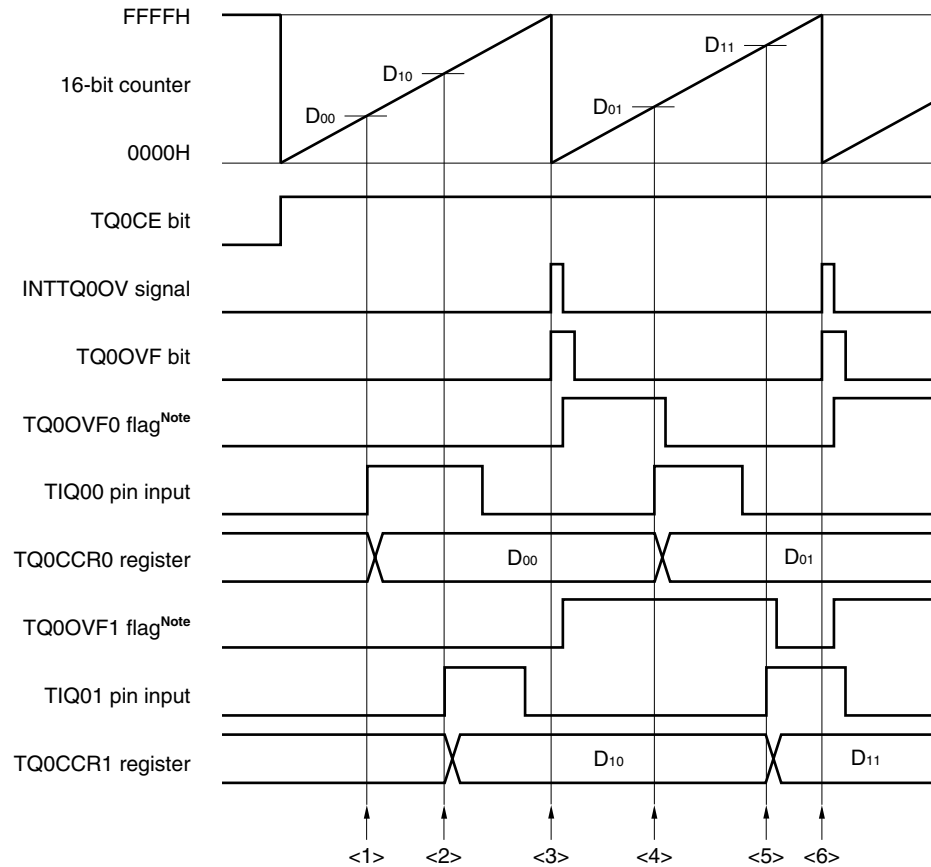 FFFFH
16-bit counter
0000H
D00
D10
D01
D11
TQ0CE bit
INTTQ0OV signal
TQ0OVF bit
TQ0OVF0 flagNote
TIQ00 pin input
TQ0CCR0 register
D00
D01
TQ0OVF1 flagNote
TIQ01 pin input
TQ0CCR1 register
D10
D11
<1> <2> <3> <4> <5> <6>